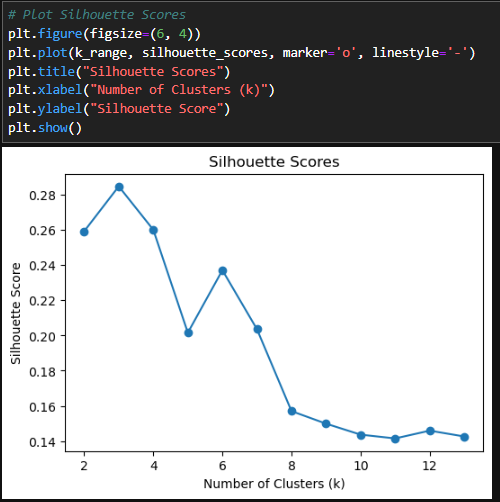 # Plot Silhouette Scores
plt.figure(figsize=(6, 4))
plt.plot(k_range, silhouette_scores, marker='o', linestyle='-')
plt.title("Silhouette Scores")
plt.xlabel("Number of Clusters (k)")
plt.ylabel("Silhouette Score")
plt.show()
Silhouette Scores
Silhouette Score
0.28
0.26
0.24
0.22
0.20
0.18
0.16
0.14
2 4 6 8 10 12
Number of Clusters (k)